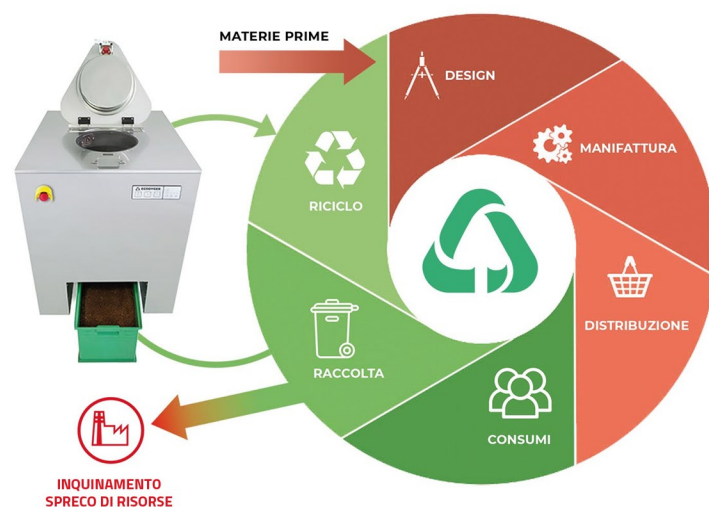 MATERIE PRIME
DESIGN
MANIFATTURA
RICICLO
DISTRIBUZIONE
RACCOLTA
CONSUMI
INQUINAMENTO
SPRECO DI RISORSE